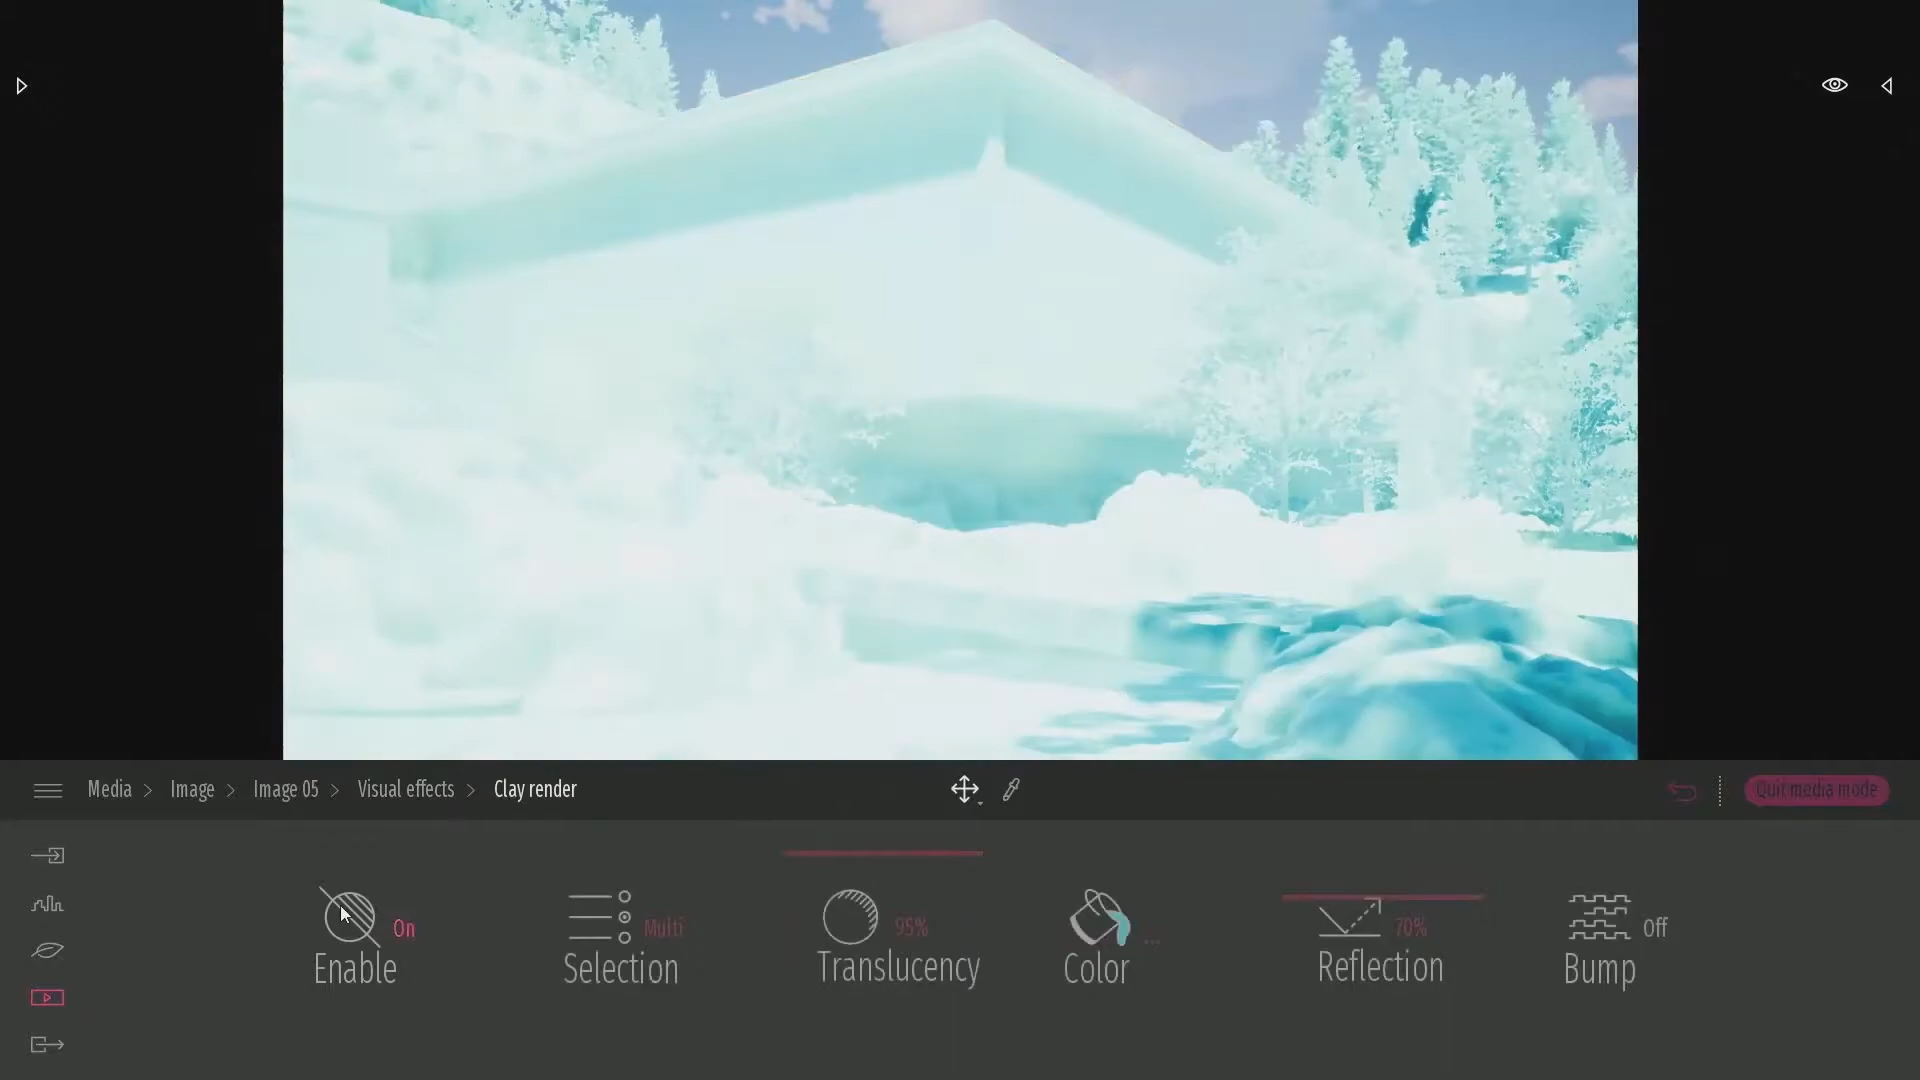 Media > Image > Image 05 > Visual effects > Clay render
Quit media mode
On
Enable
Multi
Selection
95%
Translucency
...
Color
70%
Reflection
Off
Bump